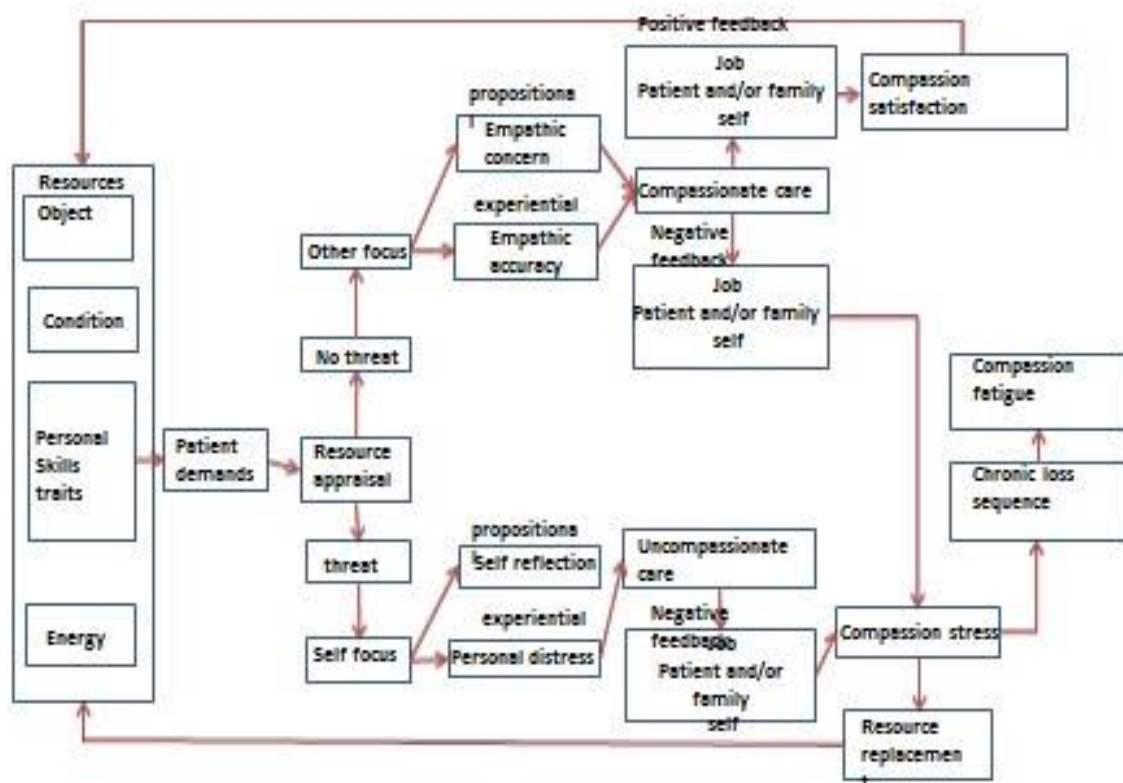 Positive feedback
Job
Patient and/or family
self
Compassion
satisfaction
propositiona
l
Empathic
concern
Resources
Object
Compassionate care
experiential
Empathic
accuracy
Other focus
Negative
feedback
Job
Patient and/or family
self
Condition
No threat
Compassion
fatigue
Personal
Skills
traits
Patient
demands
Resource
appraisal
Chronic loss
sequence
threat
propositiona
l
Self reflection
Uncompassionate
care
experiential
Energy
Self focus
Personal distress
Negative
feedback
Job
Patient and/or
family
self
Compassion stress
Resource
replacemen